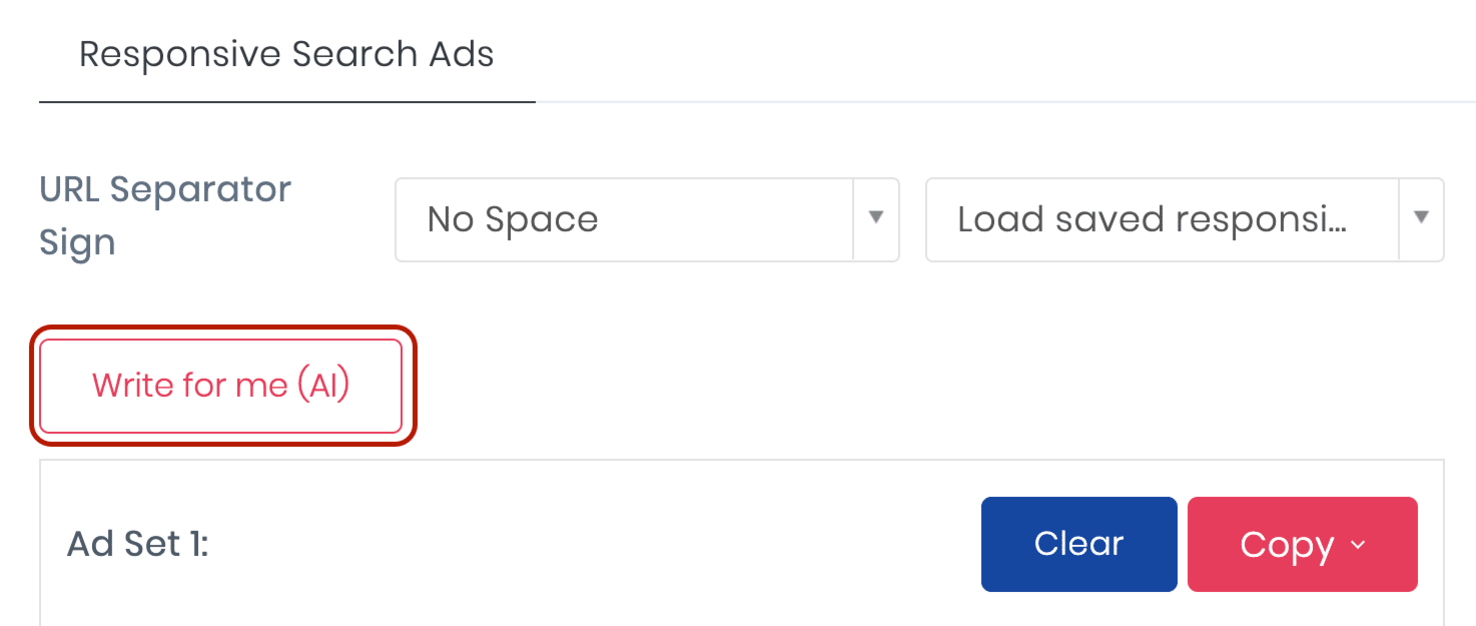 Responsive Search Ads
URL Separator
Sign
No Space
Load saved responsi...
Write for me (AI)
Ad Set 1:
Clear
Copy